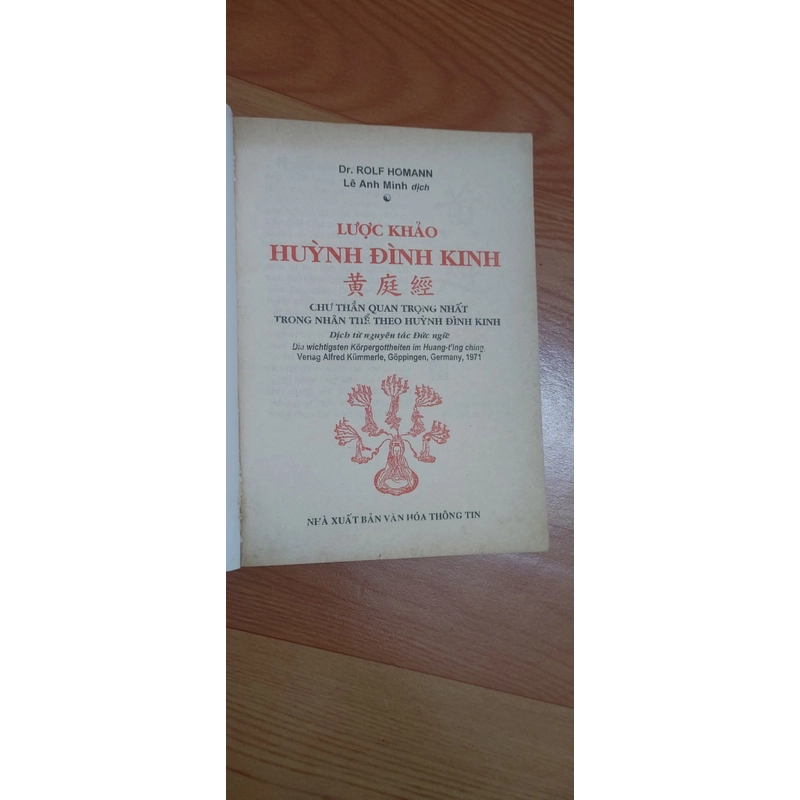 Dr. ROLF HOMANN
Lê Anh Minh dịch
LƯỢC KHẢO
HUỲNH ĐÌNH KINH
黃庭經
CHƯ THẦN QUAN TRỌNG NHẤT
TRONG NHÂN THỂ THEO HUỲNH ĐÌNH KINH
Dịch từ nguyên tác Đức ngữ
Die wichtigsten Körpergottheiten im Huang-t'ing ching,
Verlag Alfred Kümmerle, Göppingen, Germany, 1971
NHÀ XUẤT BẢN VĂN HÓA THÔNG TIN